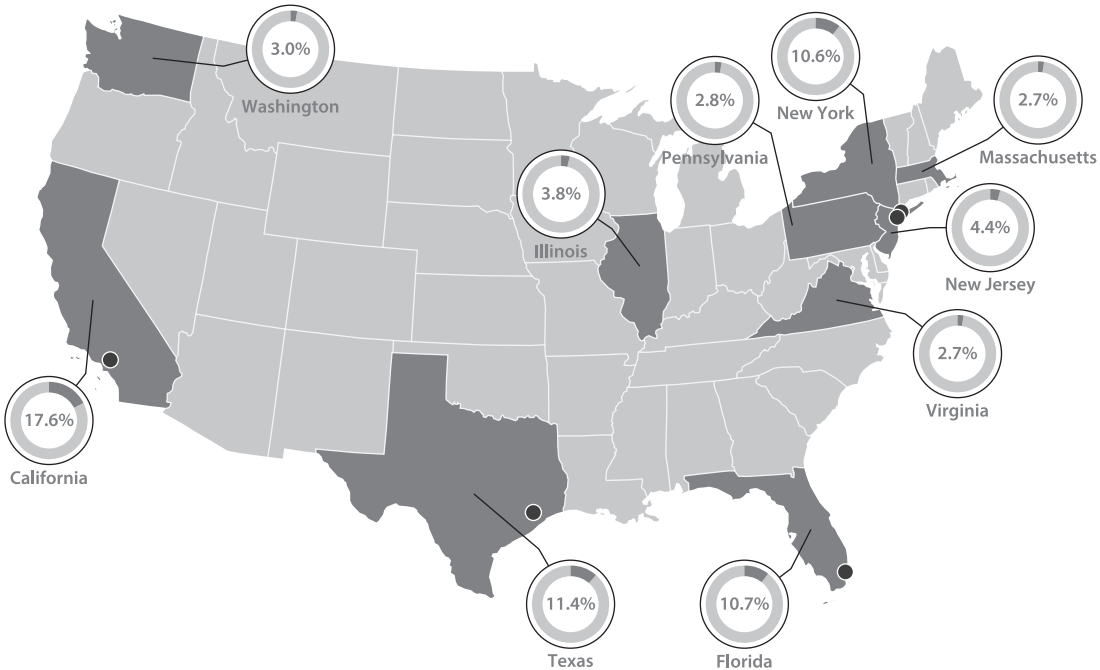 3.0%
Washington
10.6%
New York
2.8%
Pennsylvania
2.7%
Massachusetts
3.8%
Illinois
4.4%
New Jersey
2.7%
Virginia
17.6%
California
11.4%
Texas
10.7%
Florida